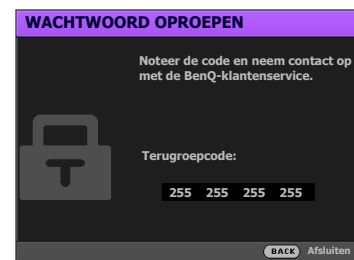 WACHTWOORD OPROEPEN
Noteer de code en neem contact op
met de BenQ-klantenservice.
Terugroepcode:
255 255 255 255
BACK Afsluiten